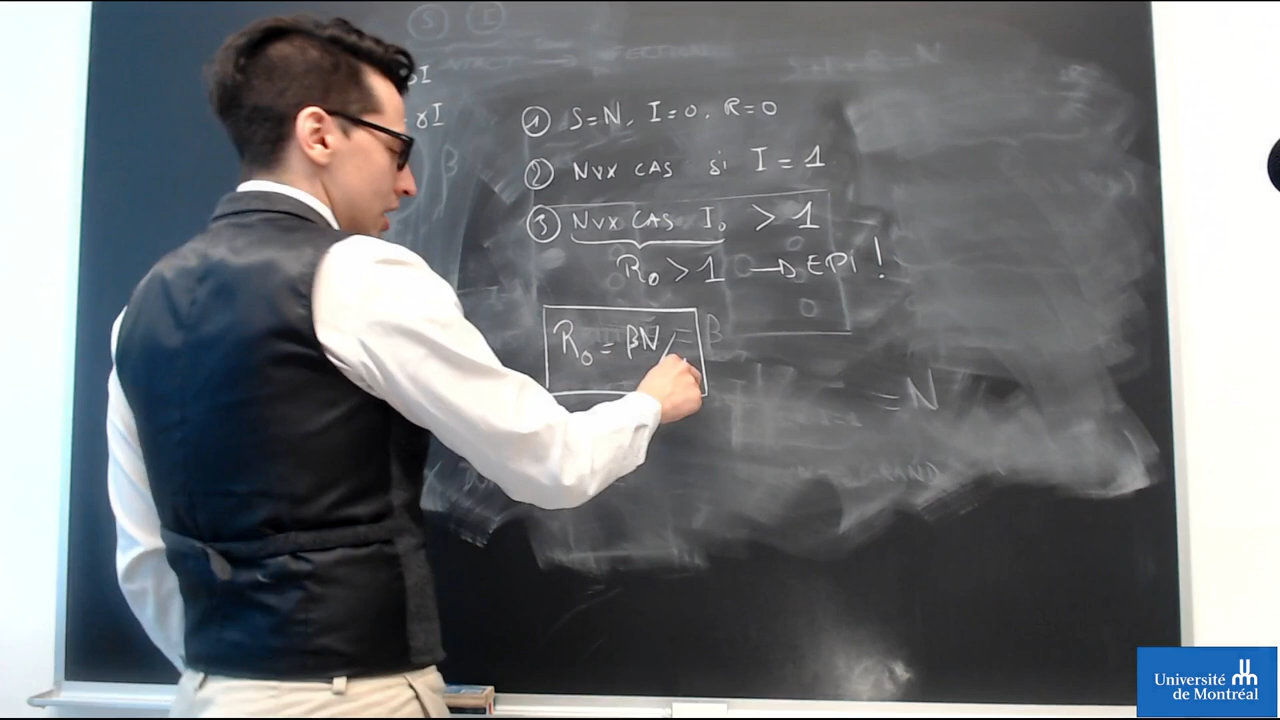 S I
I
= γI
① S=N, I=0, R=0
② NVX CAS si I = 1
③ NVX CAS I₀ > 1
R₀ > 1 → EPI !
R₀ = βN/
= β
= N
β
Université
de Montréal